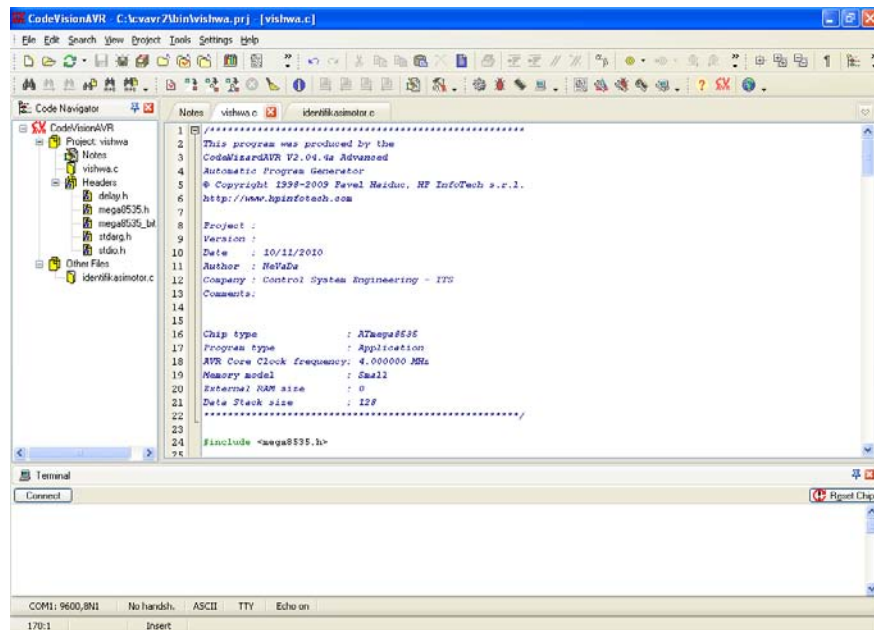 CodeVisionAVR - C:\cvavr2\bin\vishwa.prj - [vishwa.c]
File Edit Search View Project Tools Settings Help
Code Navigator
Notes vishwa.c identifikasimotor.c
CodeVisionAVR
Project: vishwa
Notes
vishwa.c
Headers
delay.h
mega8535.h
mega8535_bit
stdarg.h
stdio.h
Other Files
identifikasimotor.c
1 /*****************************************************
2 This program was produced by the
3 CodeWizardAVR V2.04.4a Advanced
4 Automatic Program Generator
5 © Copyright 1998-2009 Pavel Haiduc, HP InfoTech s.r.l.
6 http://www.hpinfotech.com
7
8 Project :
9 Version :
10 Date : 10/11/2010
11 Author : NeVaDa
12 Company : Control System Engineering - ITS
13 Comments:
14
15
16 Chip type : ATmega8535
17 Program type : Application
18 AVR Core Clock frequency: 4.000000 MHz
19 Memory model : Small
20 External RAM size : 0
21 Data Stack size : 128
22 *****************************************************/
23
24 #include <mega8535.h>
25
Terminal
Connect
Reset Chip
COM1: 9600,8N1 No handsh. ASCII TTY Echo on
170:1 Insert